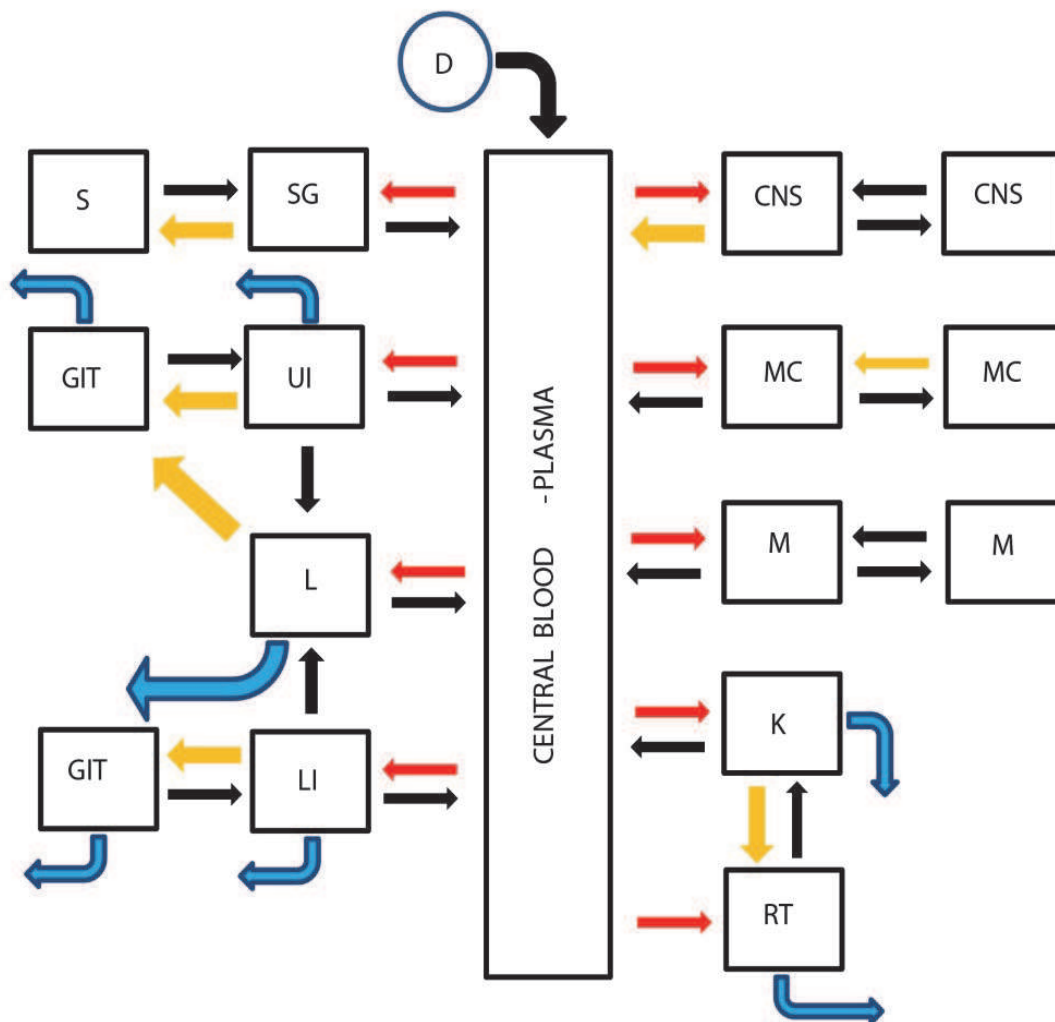 D
S
SG
CNS
CNS
GIT
UI
MC
MC
CENTRAL BLOOD -PLASMA
L
M
M
GIT
LI
K
RT